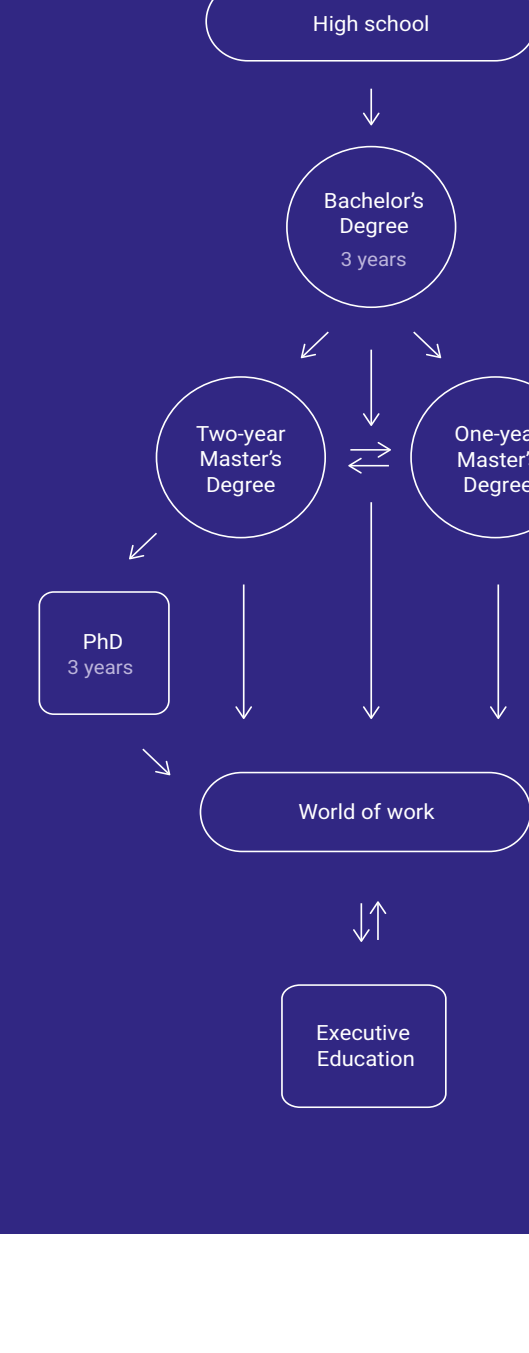 High school
Bachelor’s
Degree
3 years
Two-year
Master’s
Degree
One-yea
Master’
Degree
PhD
3 years
World of work
Executive
Education